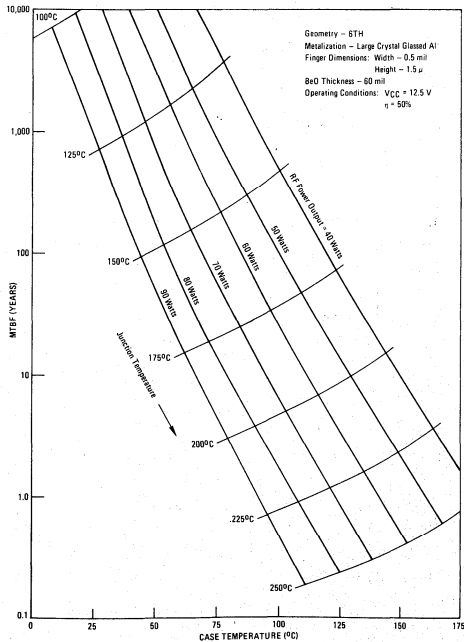 10,000
1,000
100
10
1.0
0.1
MTBF (YEARS)
100°C
125°C
150°C
175°C
200°C
.225°C
250°C
Geometry – 6TH
Metalization – Large Crystal Glassed Al
Finger Dimensions: Width – 0.5 mil
Height – 1.5 μ
BeO Thickness – 60 mil
Operating Conditions: VCC = 12.5 V
η = 50%
RF Power Output = 40 Watts
50 Watts
60 Watts
70 Watts
80 Watts
90 Watts
Junction Temperature
0
25
50
75
100
125
150
175
CASE TEMPERATURE (°C)